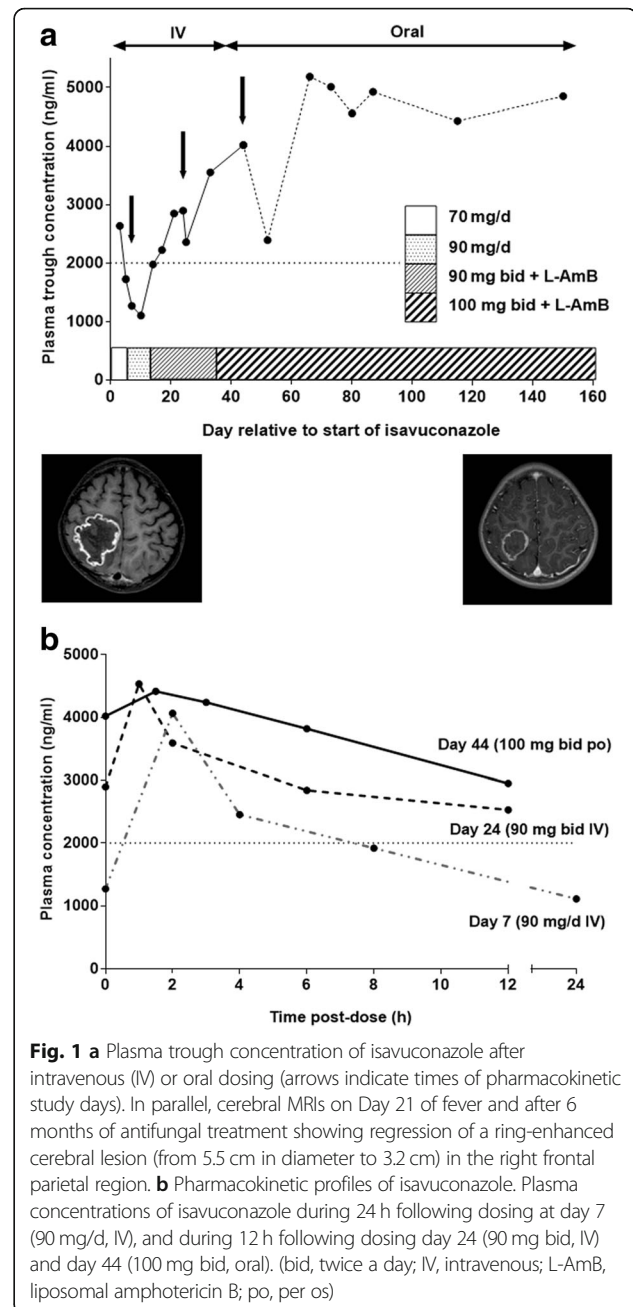 a
IV
Oral
Plasma trough concentration (ng/ml)
5000
4000
3000
2000
1000
0
70 mg/d
90 mg/d
90 mg bid + L-AmB
100 mg bid + L-AmB
0 20 40 60 80 100 120 140 160
Day relative to start of isavuconazole
b
Plasma concentration (ng/ml)
5000
4000
3000
2000
1000
0
Day 44 (100 mg bid po)
Day 24 (90 mg bid IV)
Day 7 (90 mg/d IV)
0 2 4 6 8 10 12 24
Time post-dose (h)
Fig. 1 a Plasma trough concentration of isavuconazole after
intravenous (IV) or oral dosing (arrows indicate times of pharmacokinetic
study days). In parallel, cerebral MRIs on Day 21 of fever and after 6
months of antifungal treatment showing regression of a ring-enhanced
cerebral lesion (from 5.5 cm in diameter to 3.2 cm) in the right frontal
parietal region. b Pharmacokinetic profiles of isavuconazole. Plasma
concentrations of isavuconazole during 24 h following dosing at day 7
(90 mg/d, IV), and during 12 h following dosing day 24 (90 mg bid, IV)
and day 44 (100 mg bid, oral). (bid, twice a day; IV, intravenous; L-AmB,
liposomal amphotericin B; po, per os)